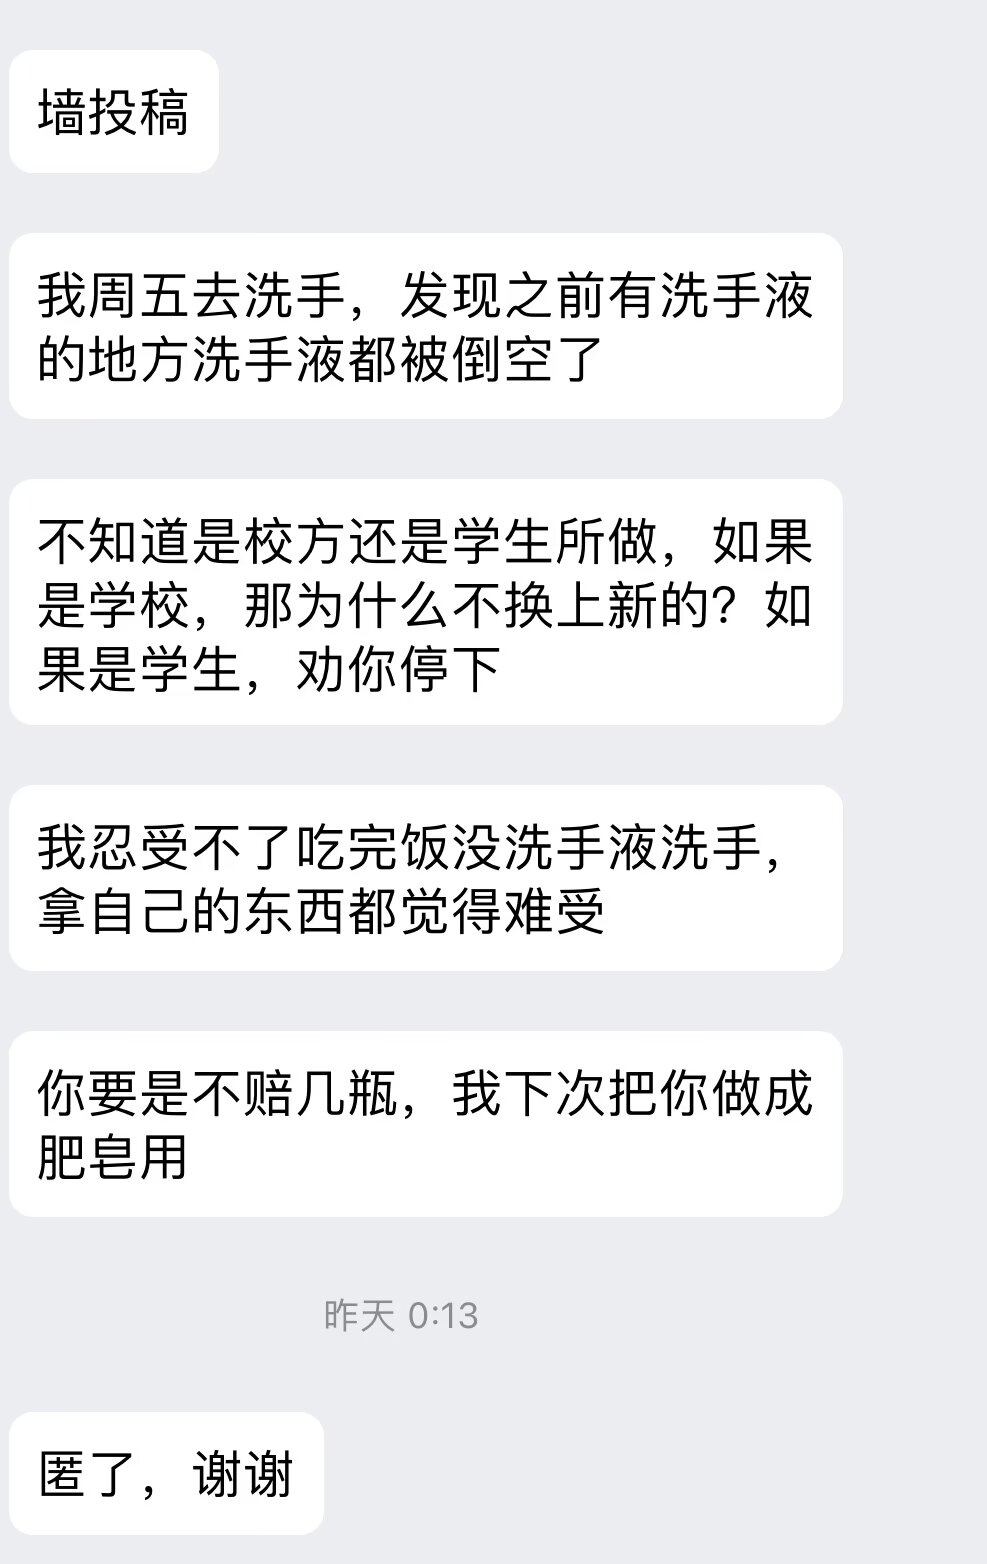 墙投稿
我周五去洗手，发现之前有洗手液
的地方洗手液都被倒空了
不知道是校方还是学生所做，如果
是学校，那为什么不换上新的？如
果是学生，劝你停下
我忍受不了吃完饭没洗手液洗手，
拿自己的东西都觉得难受
你要是不赔几瓶，我下次把你做成
肥皂用
昨天 0:13
匿了，谢谢